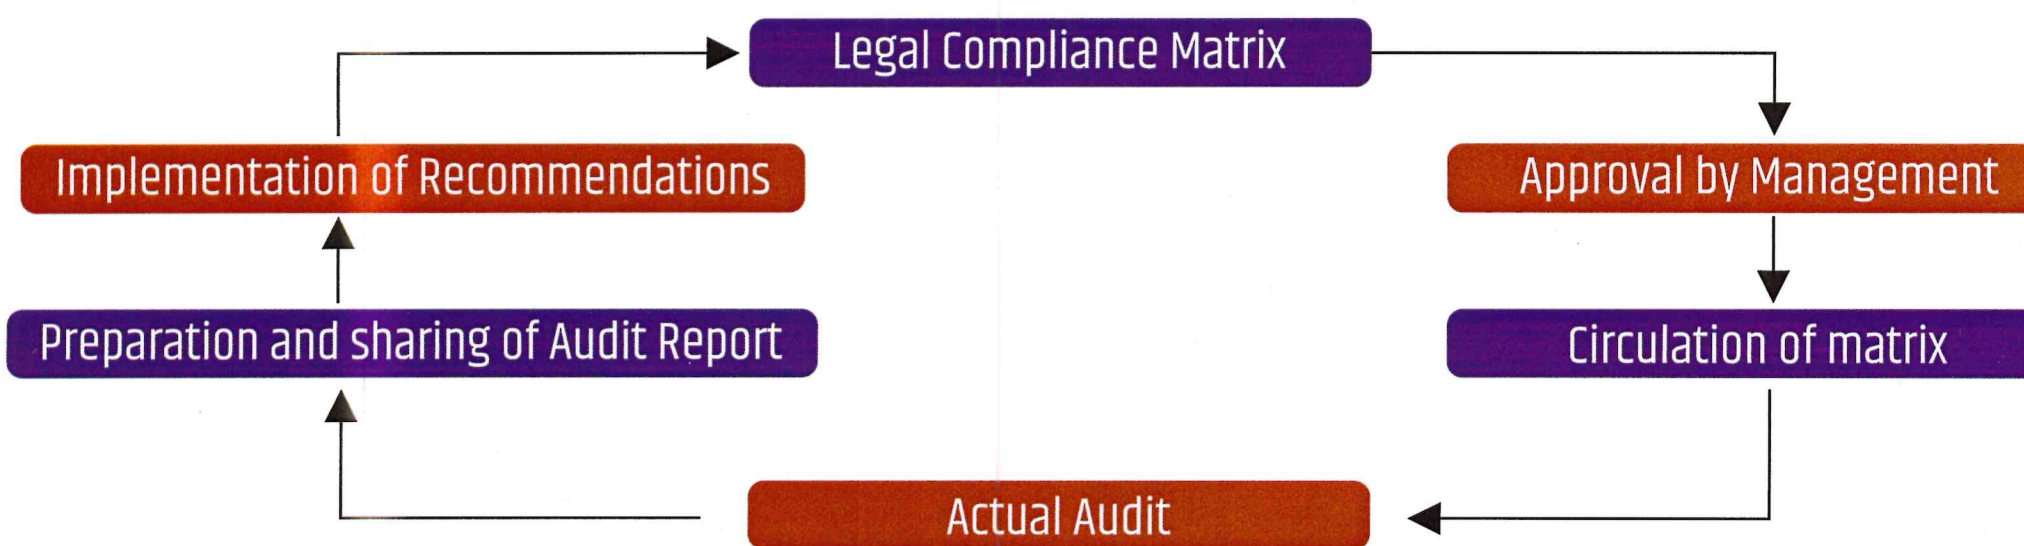 Legal Compliance Matrix
Implementation of Recommendations
Approval by Management
Preparation and sharing of Audit Report
Circulation of matrix
Actual Audit